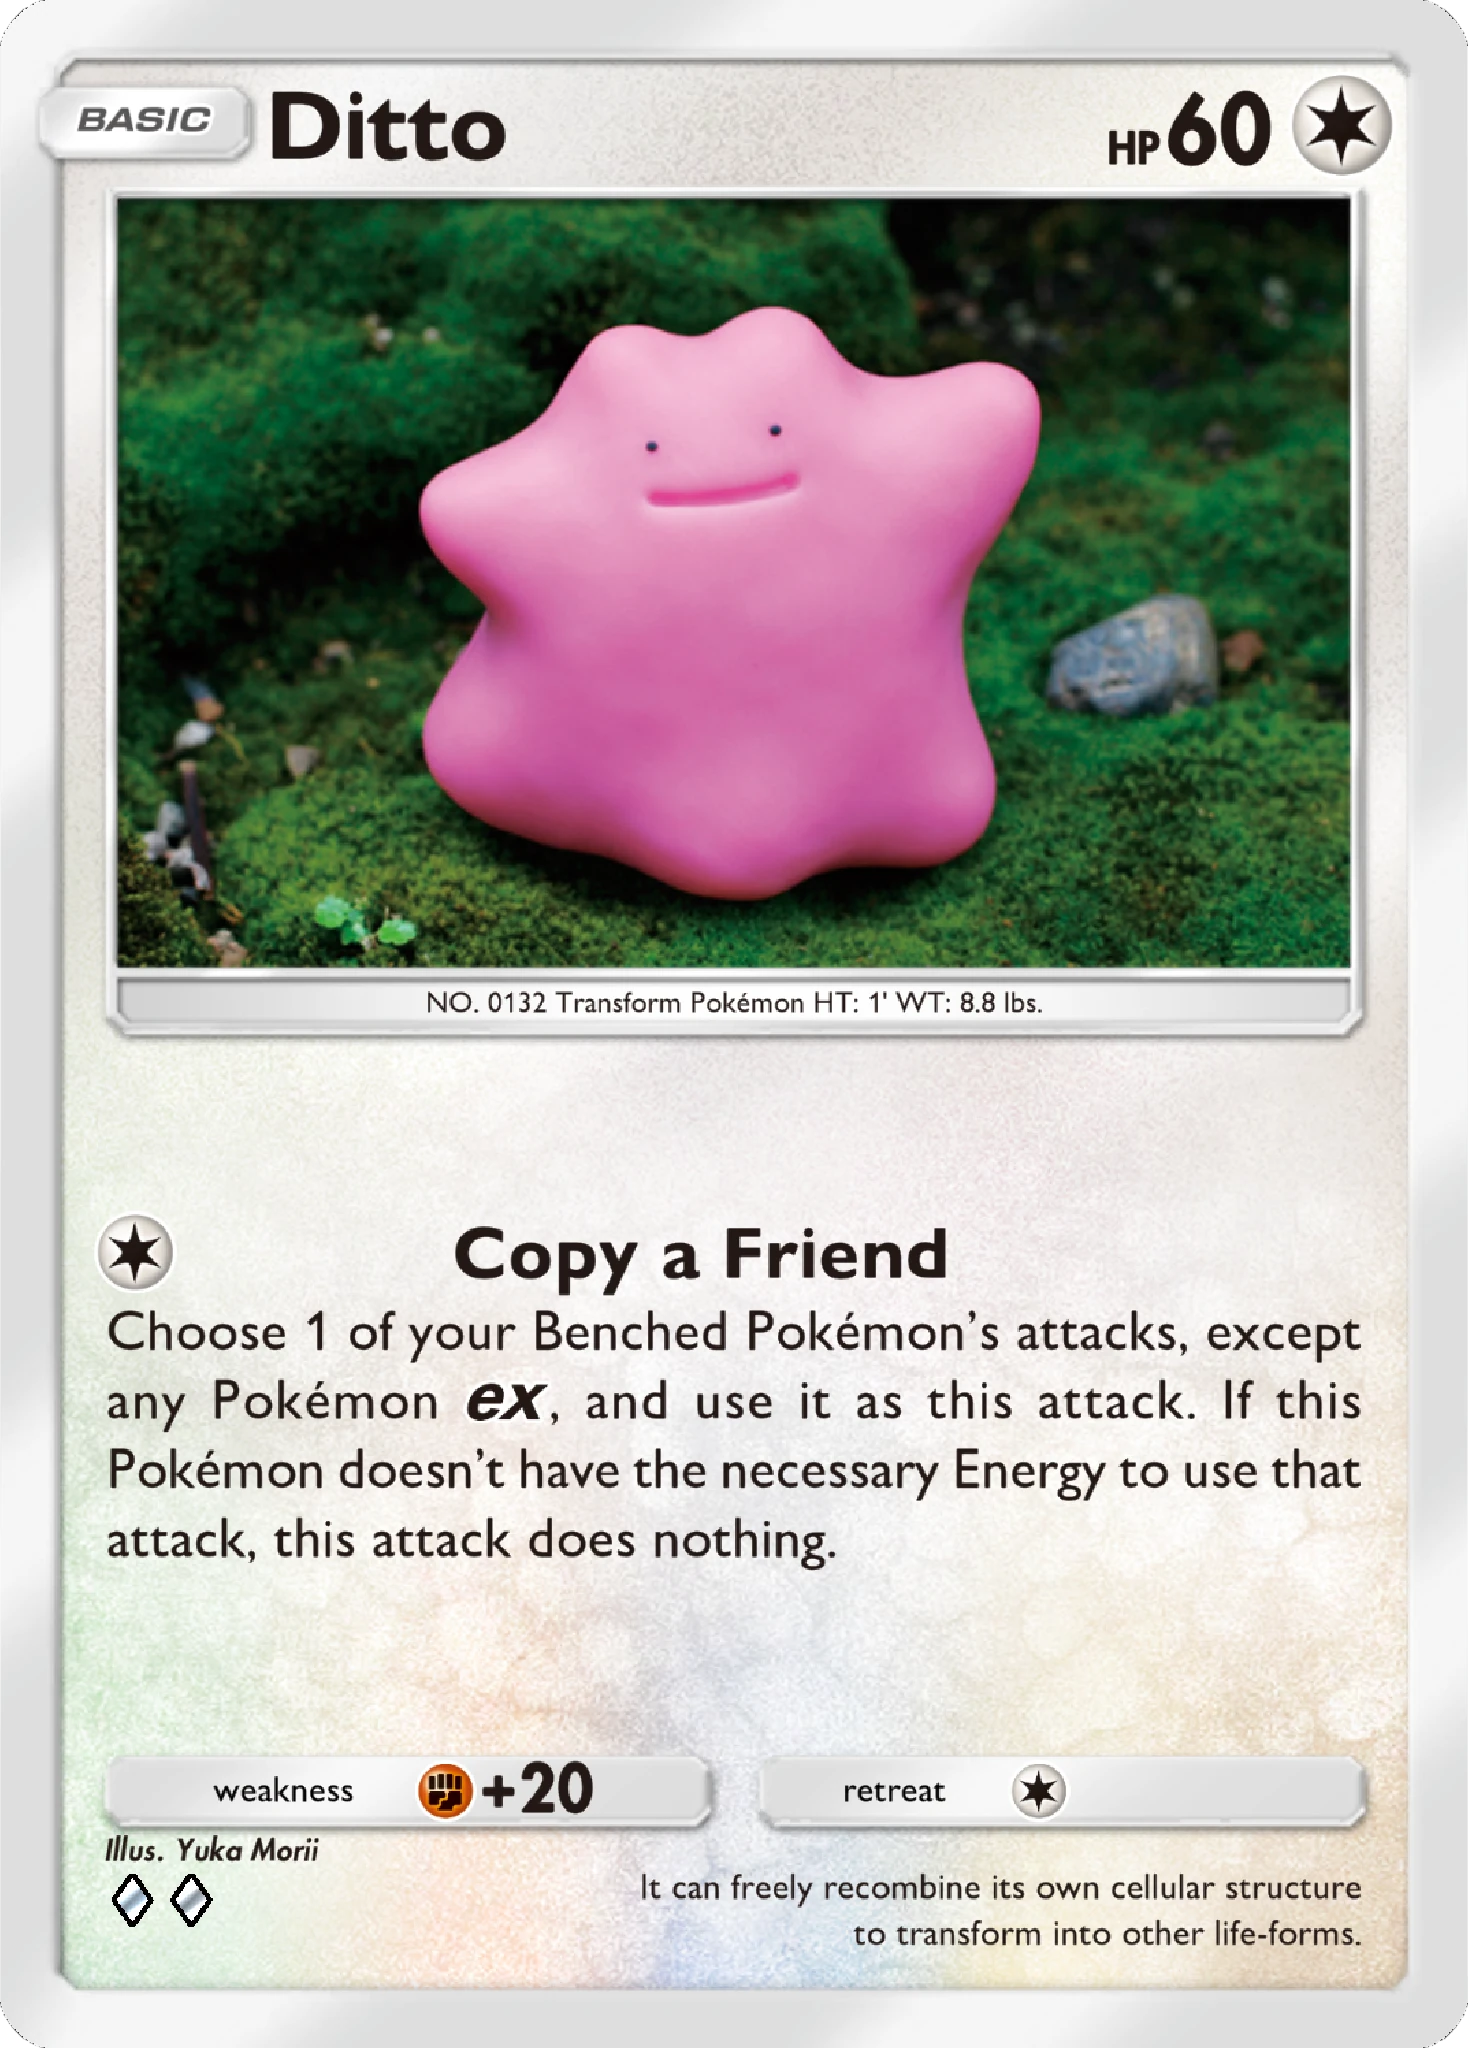 BASIC Ditto HP 60
NO. 0132 Transform Pokémon HT: 1' WT: 8.8 lbs.
Copy a Friend
Choose 1 of your Benched Pokémon's attacks, except
any Pokémon ex, and use it as this attack. If this
Pokémon doesn't have the necessary Energy to use that
attack, this attack does nothing.
weakness +20 retreat
Illus. Yuka Morii
It can freely recombine its own cellular structure
to transform into other life-forms.